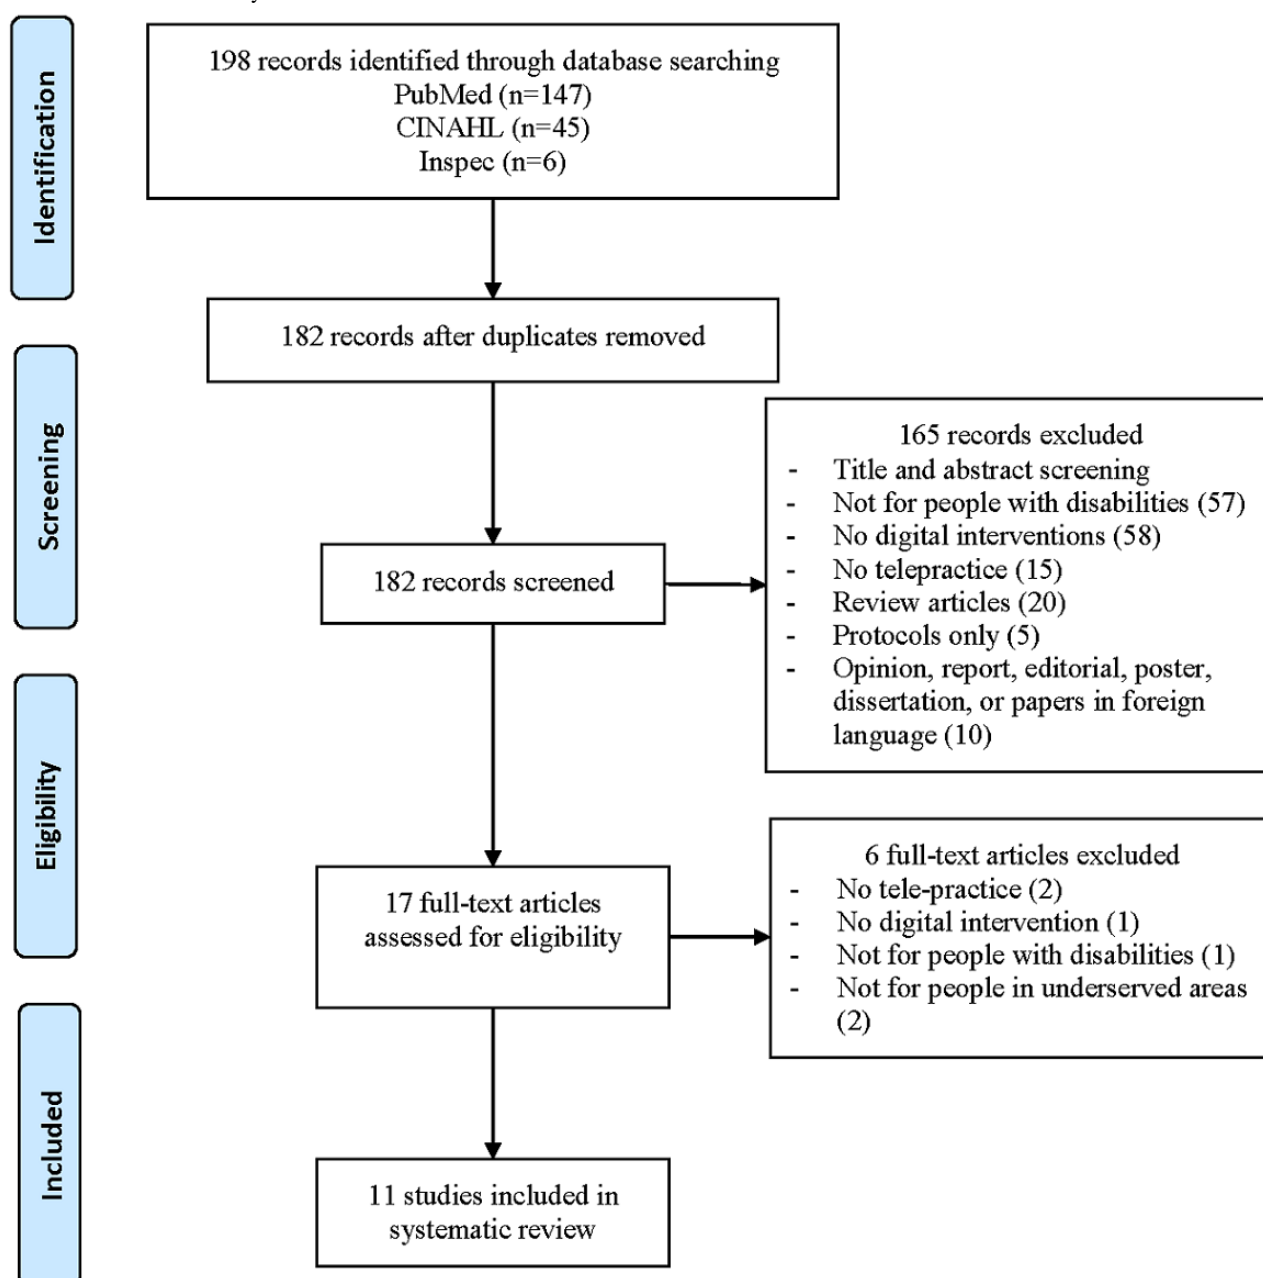 Identification
198 records identified through database searching
PubMed (n=147)
CINAHL (n=45)
Inspec (n=6)
182 records after duplicates removed
Screening
182 records screened
165 records excluded
- Title and abstract screening
- Not for people with disabilities (57)
- No digital interventions (58)
- No telepractice (15)
- Review articles (20)
- Protocols only (5)
- Opinion, report, editorial, poster,
dissertation, or papers in foreign
language (10)
Eligibility
17 full-text articles
assessed for eligibility
6 full-text articles excluded
- No tele-practice (2)
- No digital intervention (1)
- Not for people with disabilities (1)
- Not for people in underserved areas
(2)
Included
11 studies included in
systematic review